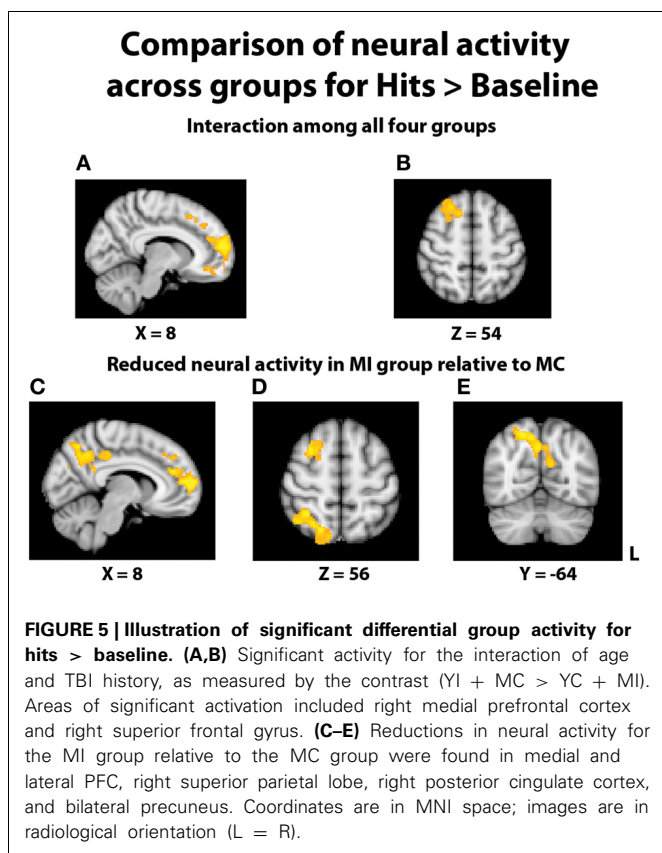 Comparison of neural activity
across groups for Hits > Baseline
Interaction among all four groups
A
B
X = 8
Z = 54
Reduced neural activity in MI group relative to MC
C
D
E
L
X = 8
Z = 56
Y = -64
FIGURE 5 | Illustration of significant differential group activity for
hits > baseline. (A,B) Significant activity for the interaction of age
and TBI history, as measured by the contrast (YI + MC > YC + MI).
Areas of significant activation included right medial prefrontal cortex
and right superior frontal gyrus. (C–E) Reductions in neural activity for
the MI group relative to the MC group were found in medial and
lateral PFC, right superior parietal lobe, right posterior cingulate cortex,
and bilateral precuneus. Coordinates are in MNI space; images are in
radiological orientation (L = R).